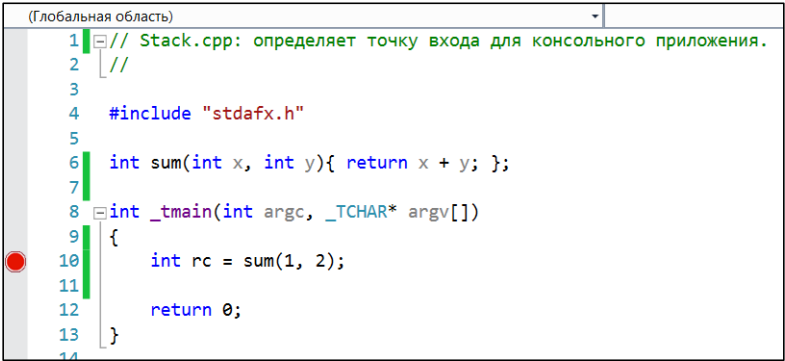 (Глобальная область)
1 // Stack.cpp: определяет точку входа для консольного приложения.
2 //
3
4 #include "stdafx.h"
5
6 int sum(int x, int y){ return x + y; };
7
8 int _tmain(int argc, _TCHAR* argv[])
9 {
10 int rc = sum(1, 2);
11
12 return 0;
13 }
14